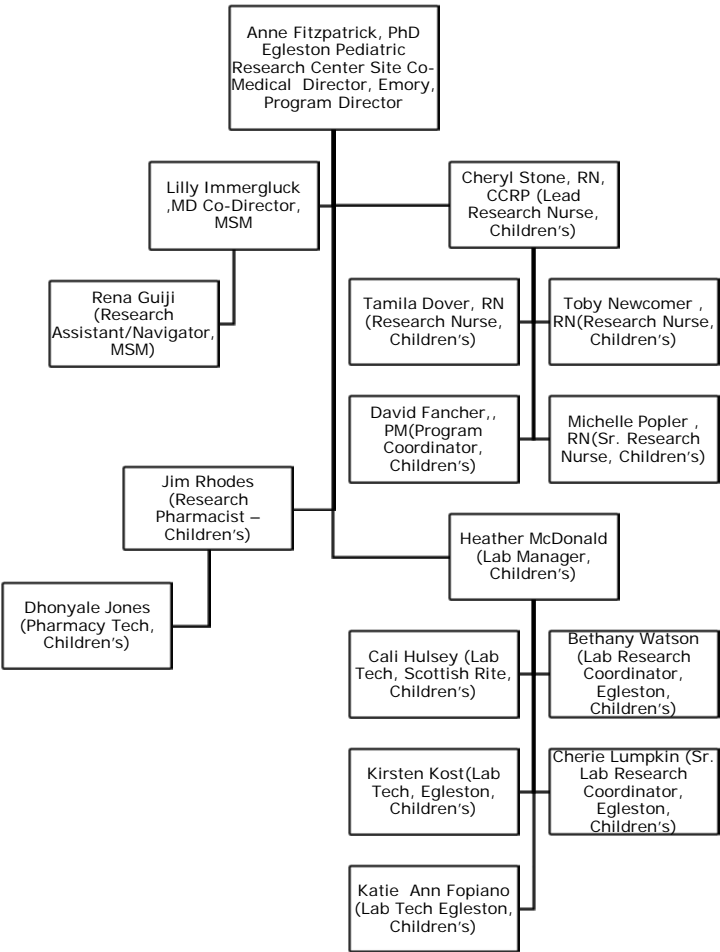 Anne Fitzpatrick, PhD
Egleston Pediatric
Research Center Site Co-
Medical Director, Emory,
Program Director
Lilly Immergluck
,MD Co-Director,
MSM
Cheryl Stone, RN,
CCRP (Lead
Research Nurse,
Children's)
Rena Guiji
(Research
Assistant/Navigator,
MSM)
Tamila Dover, RN
(Research Nurse,
Children's)
Toby Newcomer ,
RN(Research Nurse,
Children's)
David Fancher,,
PM(Program
Coordinator,
Children's)
Michelle Popler ,
RN(Sr. Research
Nurse, Children's)
Jim Rhodes
(Research
Pharmacist –
Children's)
Heather McDonald
(Lab Manager,
Children's)
Dhonyale Jones
(Pharmacy Tech,
Children's)
Cali Hulsey (Lab
Tech, Scottish Rite,
Children's)
Bethany Watson
(Lab Research
Coordinator,
Egleston,
Children's)
Kirsten Kost(Lab
Tech, Egleston,
Children's)
Cherie Lumpkin (Sr.
Lab Research
Coordinator,
Egleston,
Children's)
Katie Ann Fopiano
(Lab Tech Egleston,
Children's)